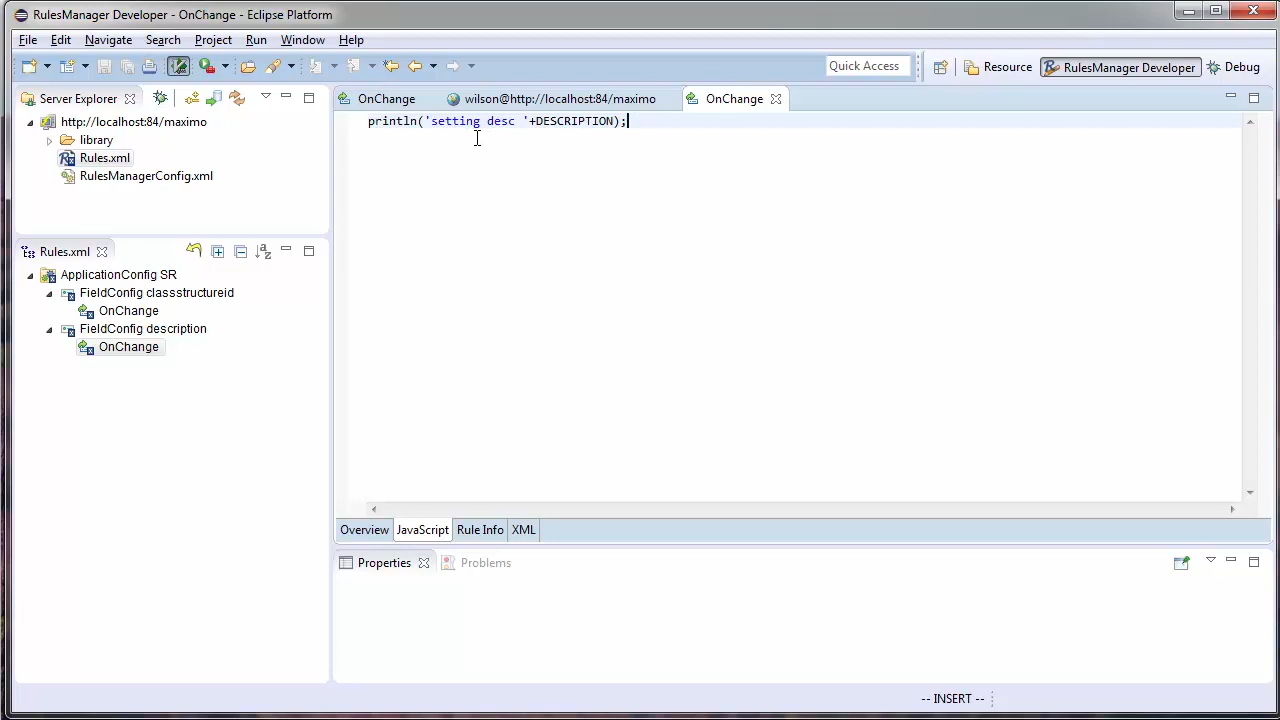 RulesManager Developer - OnChange - Eclipse Platform
File Edit Navigate Search Project Run Window Help
Quick Access Resource RulesManager Developer Debug
Server Explorer
http://localhost:84/maximo
library
Rules.xml
RulesManagerConfig.xml
Rules.xml
ApplicationConfig SR
FieldConfig classstructureid
OnChange
FieldConfig description
OnChange
OnChange wilson@http://localhost:84/maximo OnChange
println('setting desc '+DESCRIPTION);
Overview JavaScript Rule Info XML
Properties Problems
-- INSERT --